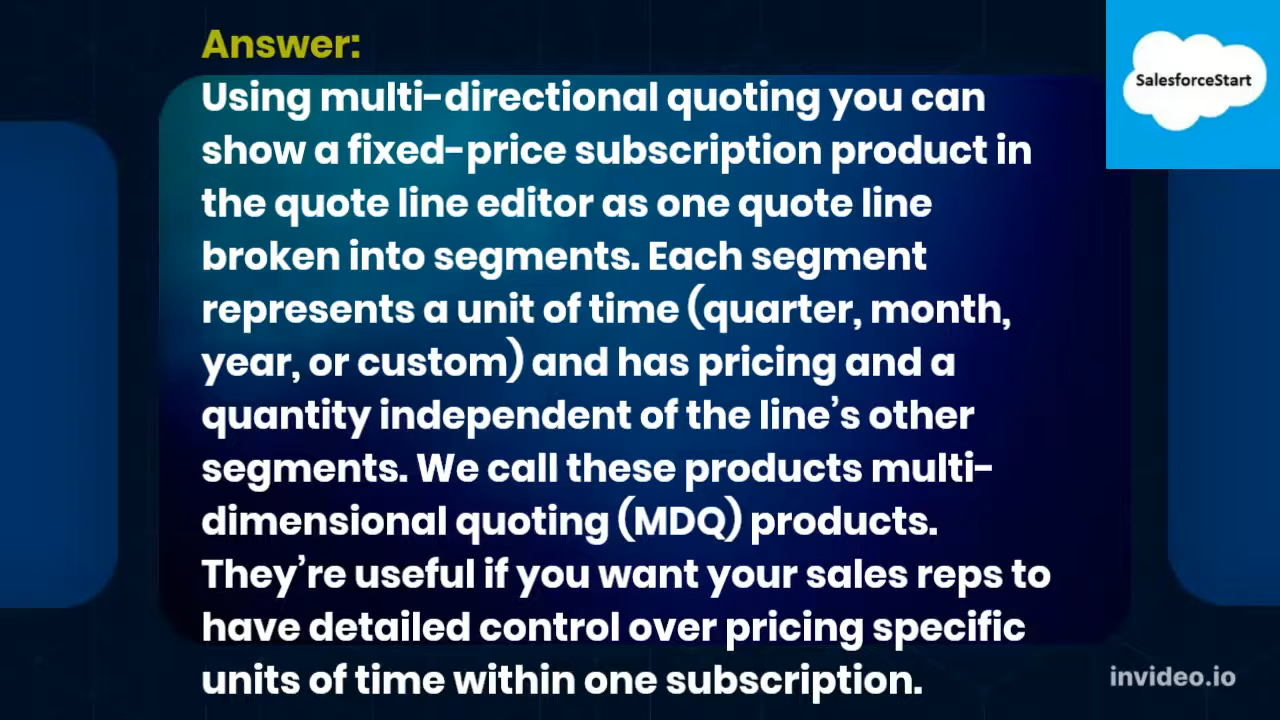 Answer:
SalesforceStart
Using multi-directional quoting you can
show a fixed-price subscription product in
the quote line editor as one quote line
broken into segments. Each segment
represents a unit of time (quarter, month,
year, or custom) and has pricing and a
quantity independent of the line's other
segments. We call these products multi-
dimensional quoting (MDQ) products.
They're useful if you want your sales reps to
have detailed control over pricing specific
units of time within one subscription.
invideo.io